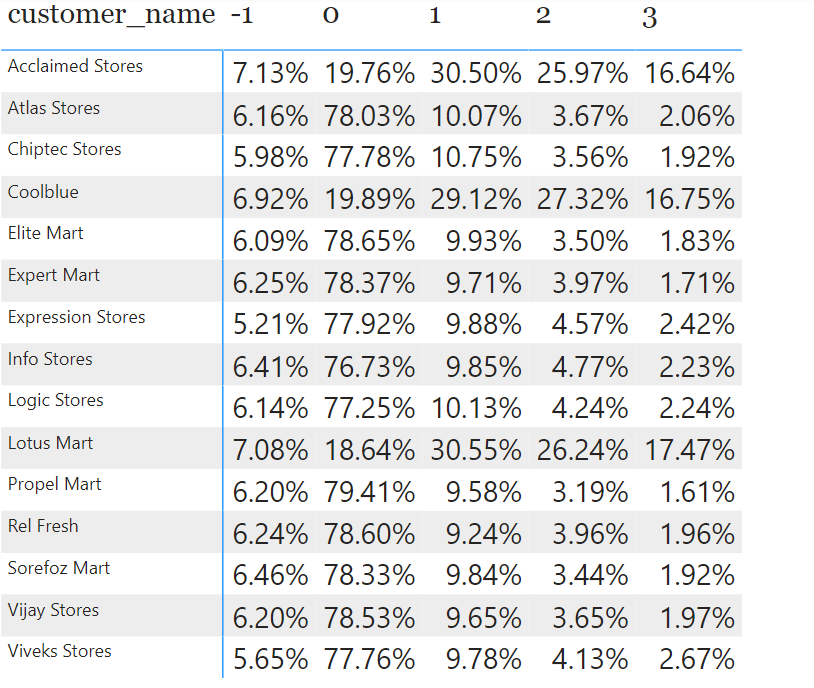 customer_name -1 0 1 2 3
Acclaimed Stores 7.13% 19.76% 30.50% 25.97% 16.64%
Atlas Stores 6.16% 78.03% 10.07% 3.67% 2.06%
Chiptec Stores 5.98% 77.78% 10.75% 3.56% 1.92%
Coolblue 6.92% 19.89% 29.12% 27.32% 16.75%
Elite Mart 6.09% 78.65% 9.93% 3.50% 1.83%
Expert Mart 6.25% 78.37% 9.71% 3.97% 1.71%
Expression Stores 5.21% 77.92% 9.88% 4.57% 2.42%
Info Stores 6.41% 76.73% 9.85% 4.77% 2.23%
Logic Stores 6.14% 77.25% 10.13% 4.24% 2.24%
Lotus Mart 7.08% 18.64% 30.55% 26.24% 17.47%
Propel Mart 6.20% 79.41% 9.58% 3.19% 1.61%
Rel Fresh 6.24% 78.60% 9.24% 3.96% 1.96%
Sorefoz Mart 6.46% 78.33% 9.84% 3.44% 1.92%
Vijay Stores 6.20% 78.53% 9.65% 3.65% 1.97%
Viveks Stores 5.65% 77.76% 9.78% 4.13% 2.67%